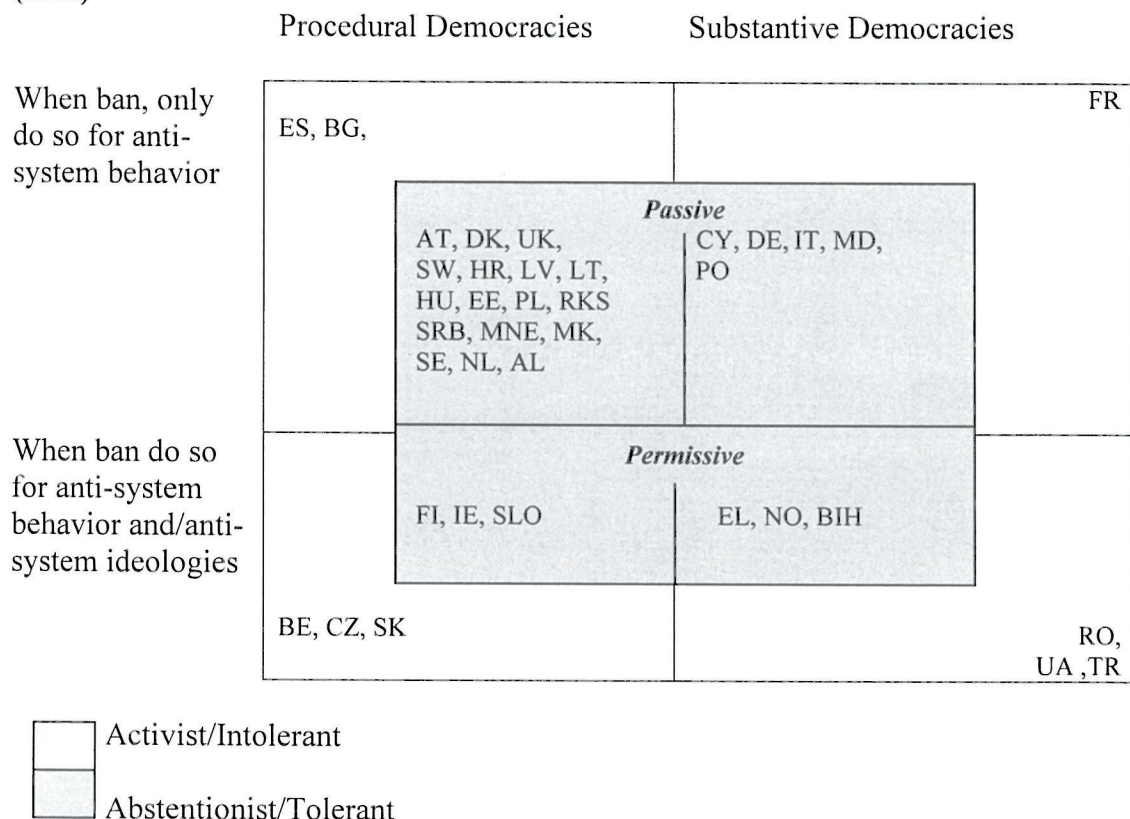 Procedural Democracies Substantive Democracies
When ban, only
do so for anti-
system behavior
FR
ES, BG,
Passive
AT, DK, UK,
SW, HR, LV, LT,
HU, EE, PL, RKS
SRB, MNE, MK,
SE, NL, AL
CY, DE, IT, MD,
PO
When ban do so
for anti-system
behavior and/anti-
system ideologies
Permissive
FI, IE, SLO
EL, NO, BIH
BE, CZ, SK
RO,
UA ,TR
Activist/Intolerant
Abstentionist/Tolerant